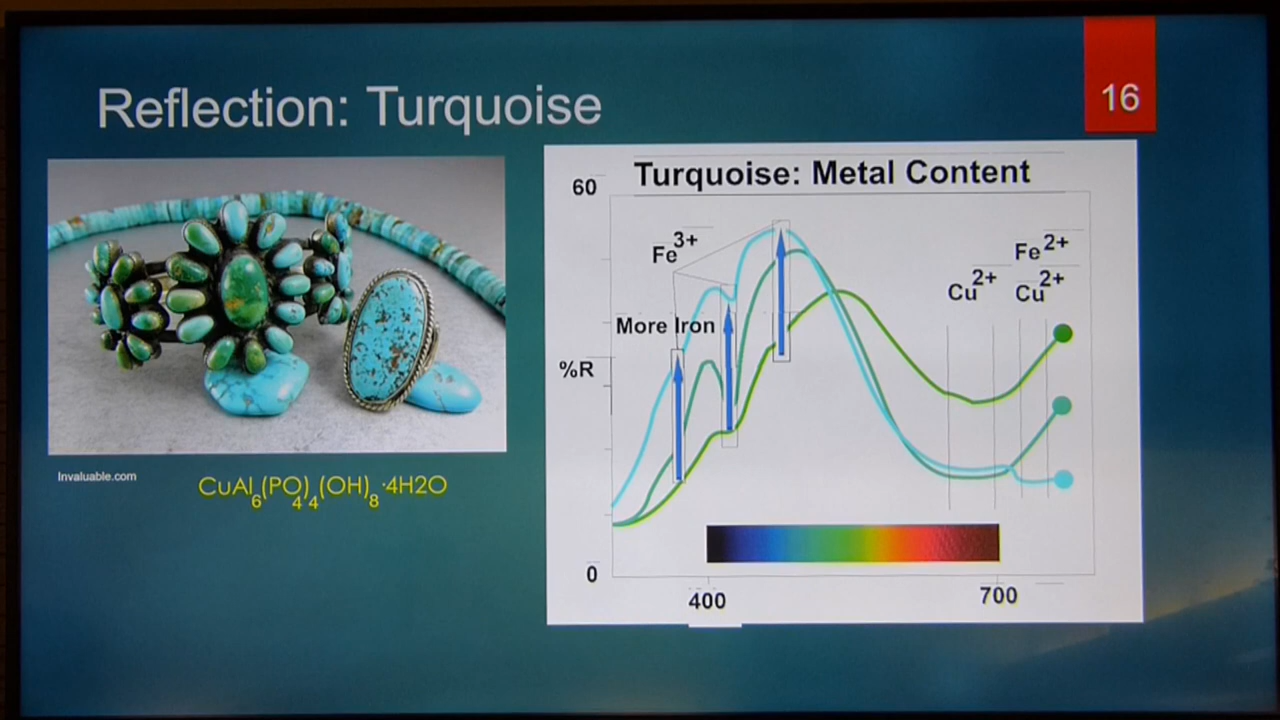 Reflection: Turquoise
16
Invaluable.com
CuAl6(PO4)4(OH)8·4H2O
Turquoise: Metal Content
60
Fe3+
Fe2+
Cu2+
Cu2+
More Iron
%R
0
400
700